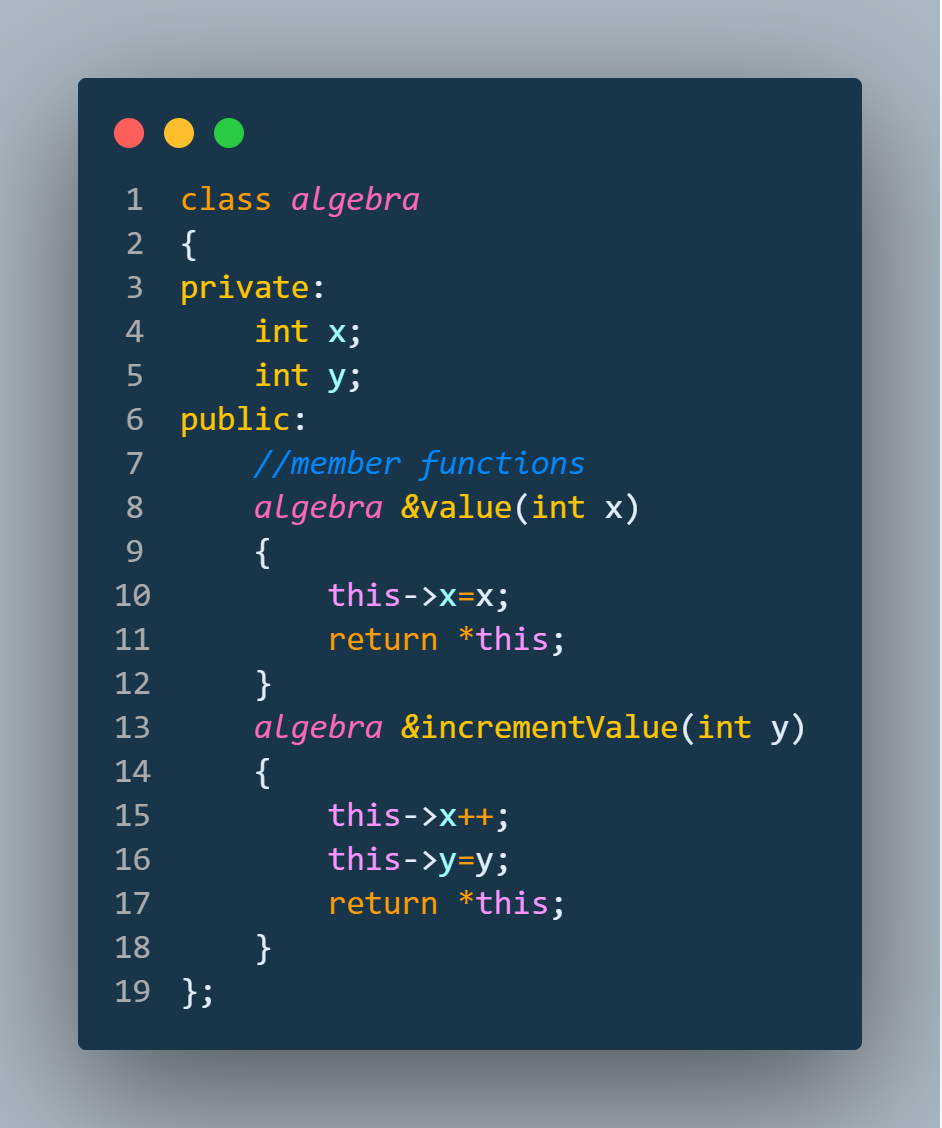 1 class algebra
2 {
3 private:
4     int x;
5     int y;
6 public:
7     //member functions
8     algebra &value(int x)
9     {
10         this->x=x;
11         return *this;
12     }
13     algebra &incrementValue(int y)
14     {
15         this->x++;
16         this->y=y;
17         return *this;
18     }
19 };